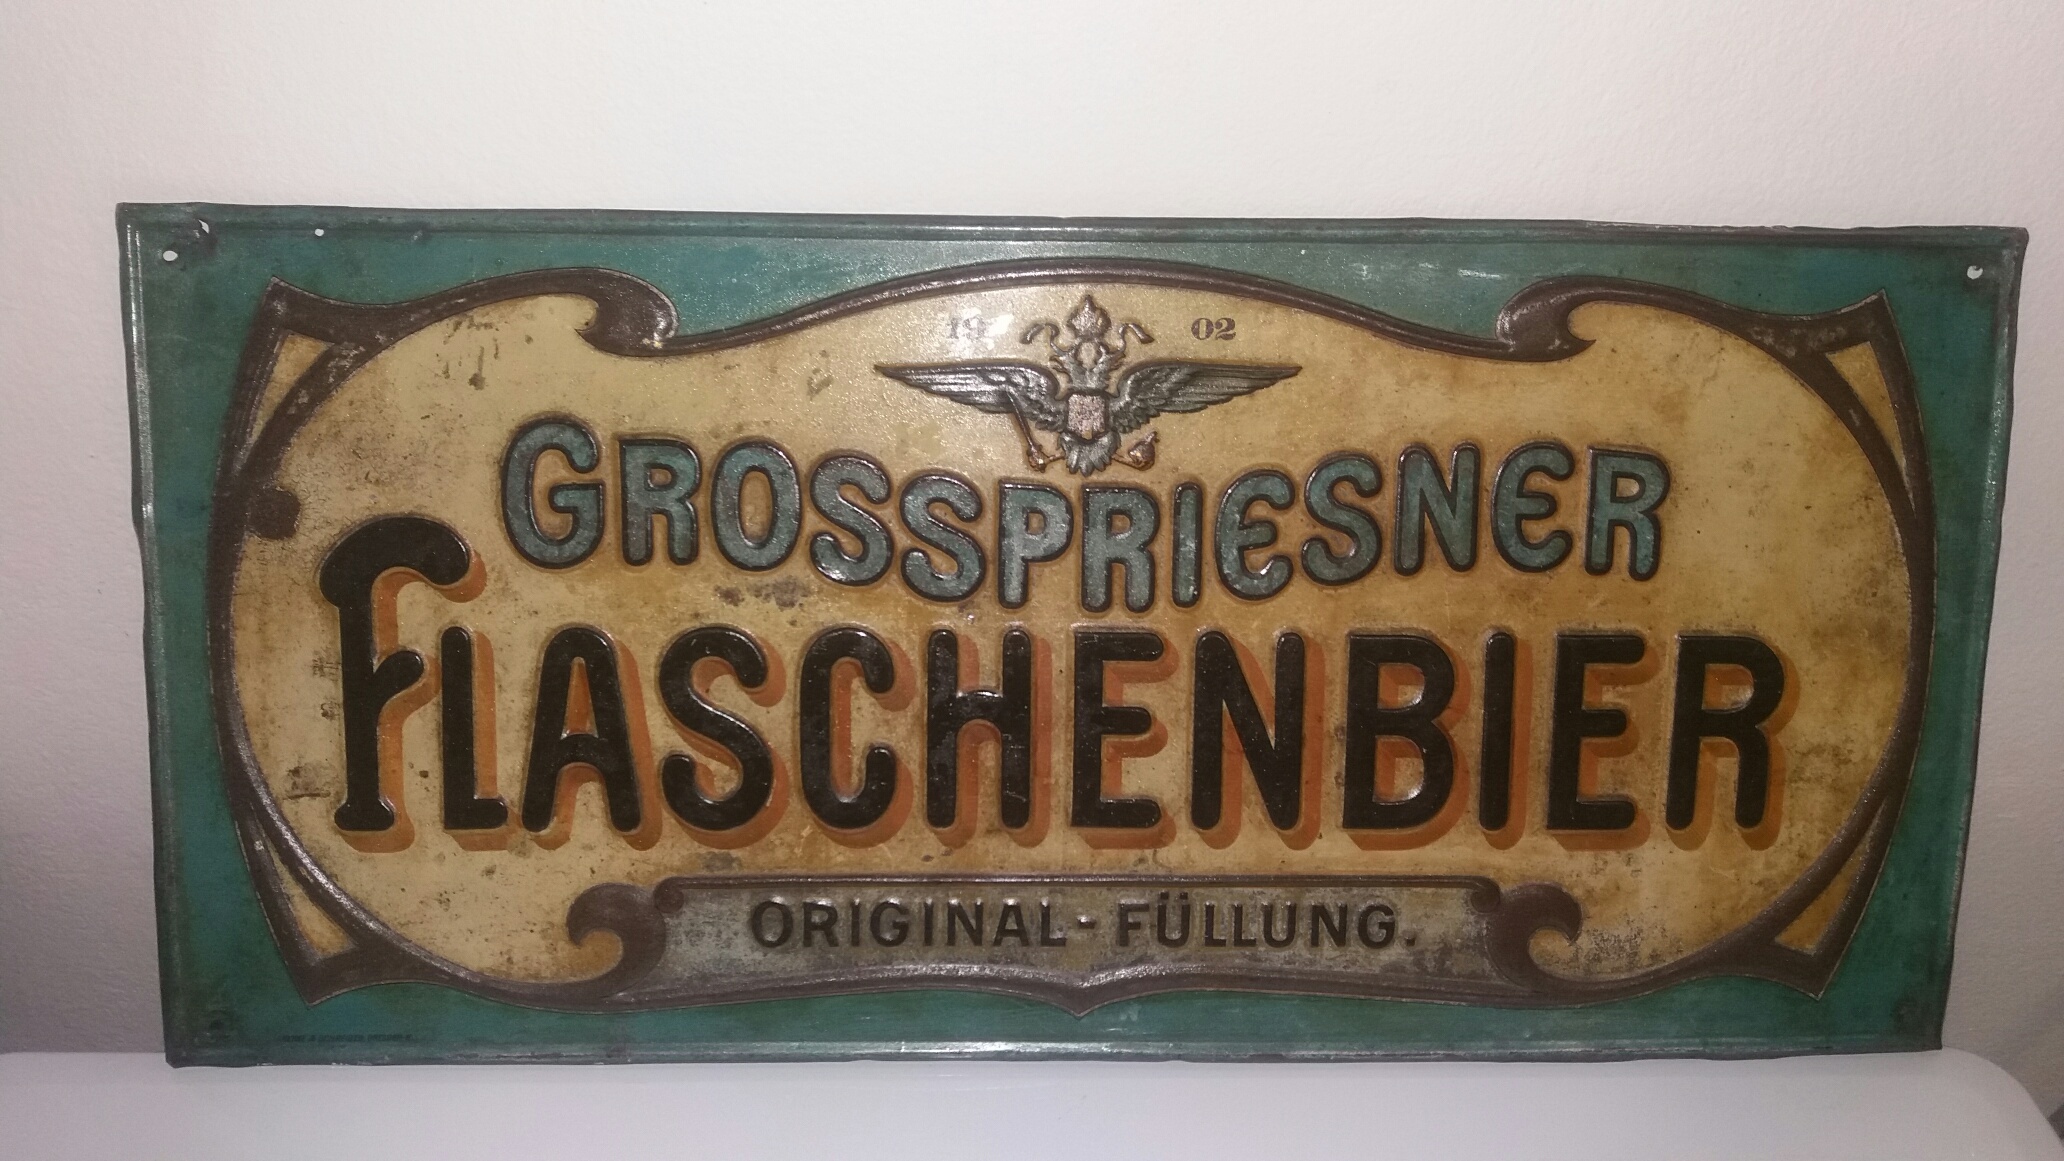 19 02
GROSSPRIESNER
FLASCHENBIER
ORIGINAL-FÜLLUNG.